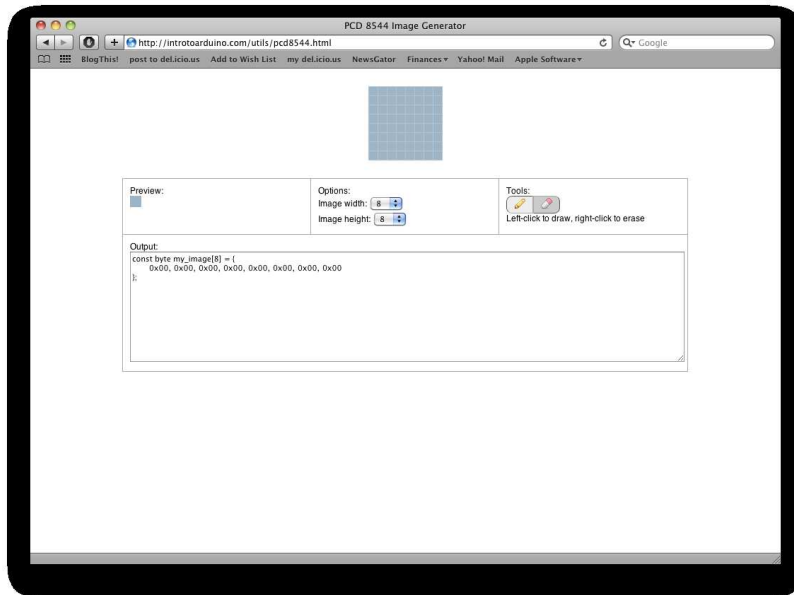 PCD 8544 Image Generator
http://introtoarduino.com/utils/pcd8544.html
Google
BlogThis! post to del.icio.us Add to Wish List my del.icio.us NewsGator Finances Yahoo! Mail Apple Software
Preview:
Options:
Image width: 8
Image height: 8
Tools:
Left-click to draw, right-click to erase
Output:
const byte my_image[8] = {
0x00, 0x00, 0x00, 0x00, 0x00, 0x00, 0x00, 0x00
};